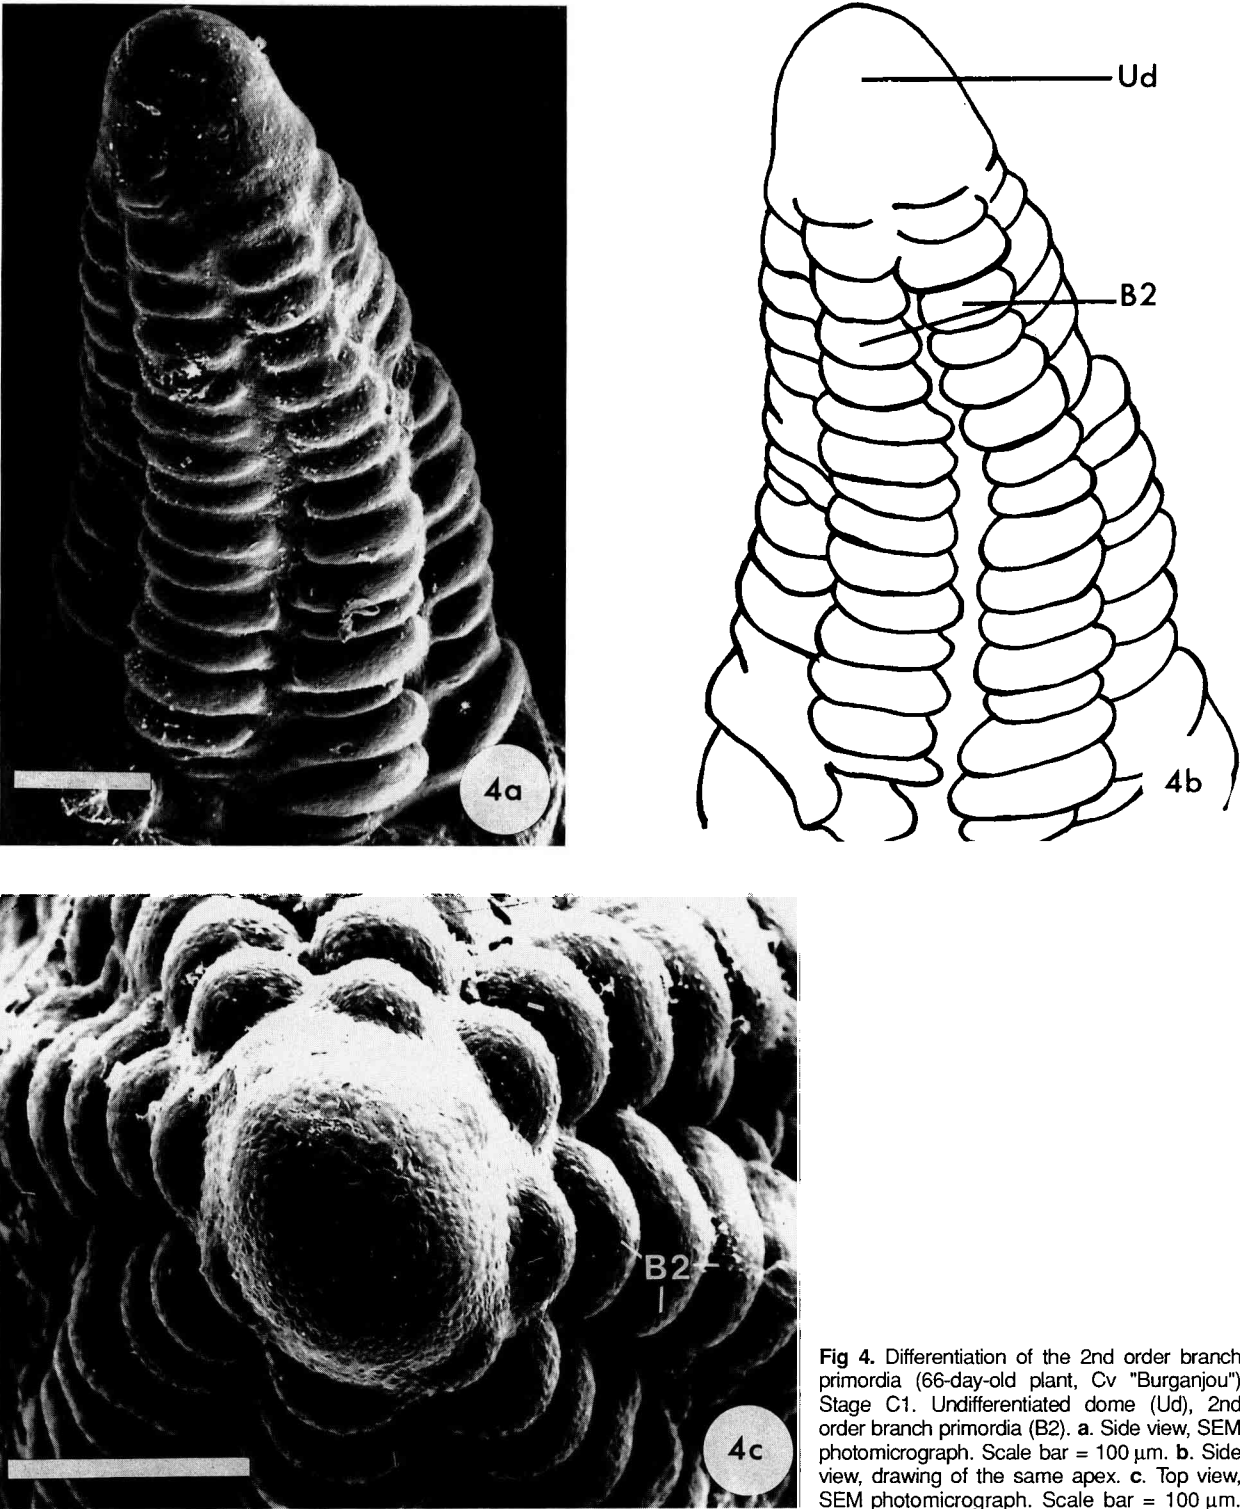 Ud
B2
4a
4b
B2
4c
Fig 4. Differentiation of the 2nd order branch
primordia (66-day-old plant, Cv "Burganjou")
Stage C1. Undifferentiated dome (Ud), 2nd
order branch primordia (B2). a. Side view, SEM
photomicrograph. Scale bar = 100 μm. b. Side
view, drawing of the same apex. c. Top view,
SEM photomicrograph. Scale bar = 100 μm.